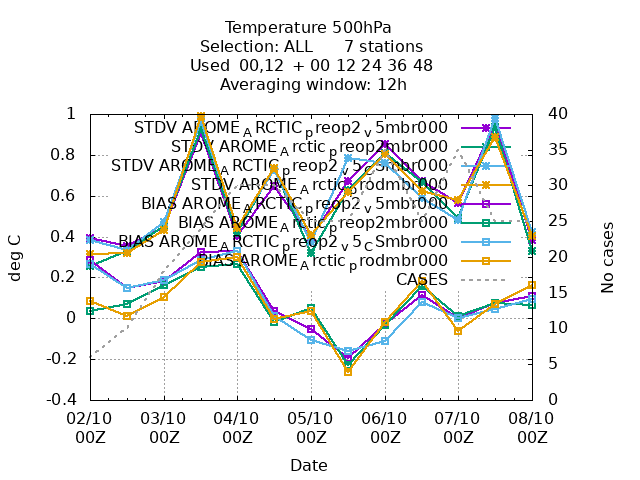 Temperature 500hPa
Selection: ALL 7 stations
Used 00,12 + 00 12 24 36 48
Averaging window: 12h
STDV AROME_ARCTIC_preop2_v5mbr000
STDV AROME_Arctic_preop2mbr000
STDV AROME_ARCTIC_preop2_v5_CSmbr000
STDV AROME_Arctic_prodmbr000
BIAS AROME_ARCTIC_preop2_v5mbr000
BIAS AROME_Arctic_preop2mbr000
BIAS AROME_ARCTIC_preop2_v5_CSmbr000
BIAS AROME_Arctic_prodmbr000
CASES
1
0.8
0.6
0.4
0.2
0
-0.2
-0.4
deg C
40
35
30
25
20
15
10
5
0
No cases
02/10 03/10 04/10 05/10 06/10 07/10 08/10
00Z 00Z 00Z 00Z 00Z 00Z 00Z
Date